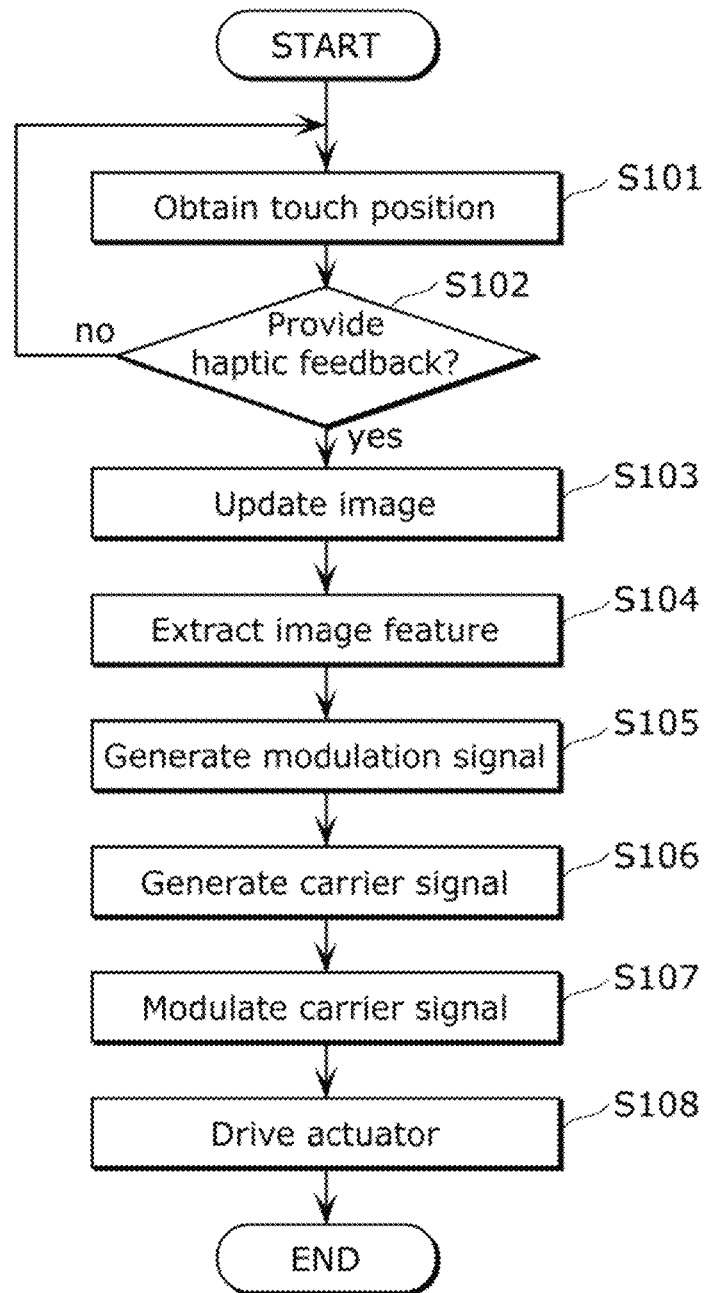 START
Obtain touch position
S101
S102
Provide
haptic feedback?
no
yes
Update image
S103
Extract image feature
S104
Generate modulation signal
S105
Generate carrier signal
S106
Modulate carrier signal
S107
Drive actuator
S108
END